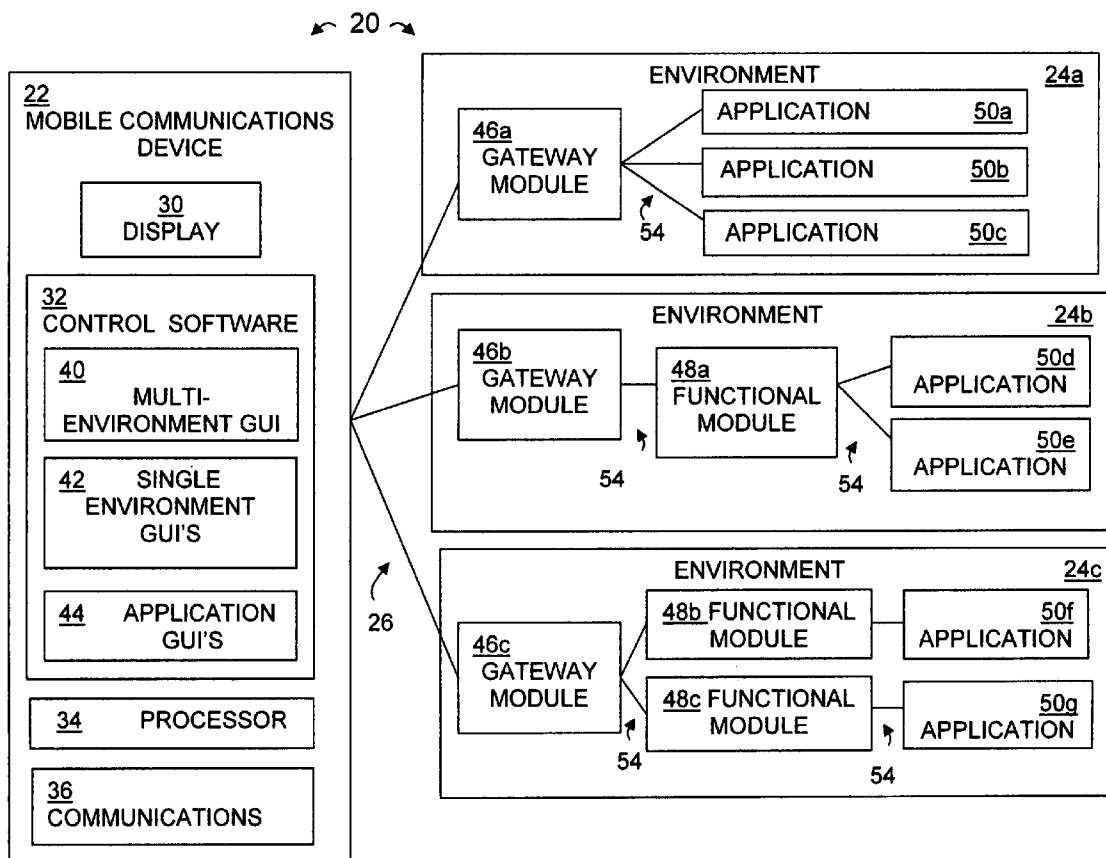 20
22
MOBILE COMMUNICATIONS
DEVICE
30
DISPLAY
32
CONTROL SOFTWARE
40
MULTI-
ENVIRONMENT GUI
42 SINGLE
ENVIRONMENT
GUI'S
44 APPLICATION
GUI'S
34 PROCESSOR
36
COMMUNICATIONS
26
ENVIRONMENT 24a
46a
GATEWAY
MODULE
APPLICATION 50a
APPLICATION 50b
APPLICATION 50c
54
ENVIRONMENT 24b
46b
GATEWAY
MODULE
48a
FUNCTIONAL
MODULE
50d
APPLICATION
50e
APPLICATION
54
54
ENVIRONMENT 24c
46c
GATEWAY
MODULE
48b FUNCTIONAL
MODULE
50f
APPLICATION
48c FUNCTIONAL
MODULE
50g
APPLICATION
54
54